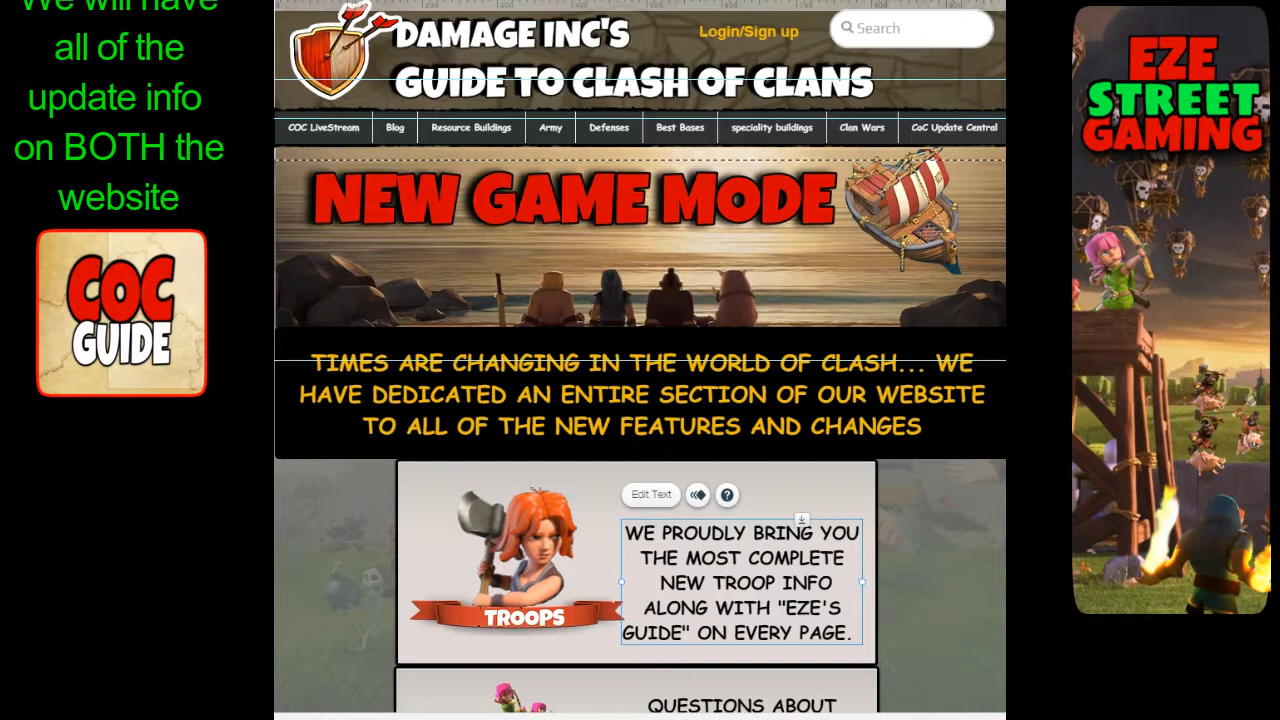 We will have
all of the
update info
on BOTH the
website
COC
GUIDE
DAMAGE INC'S
GUIDE TO CLASH OF CLANS
Login/Sign up
Search
COC LiveStream
Blog
Resource Buildings
Army
Defenses
Best Bases
speciality buildings
Clan Wars
CoC Update Central
NEW GAME MODE
TIMES ARE CHANGING IN THE WORLD OF CLASH... WE
HAVE DEDICATED AN ENTIRE SECTION OF OUR WEBSITE
TO ALL OF THE NEW FEATURES AND CHANGES
TROOPS
Edit Text
?
WE PROUDLY BRING YOU
THE MOST COMPLETE
NEW TROOP INFO
ALONG WITH "EZE'S
GUIDE" ON EVERY PAGE.
QUESTIONS ABOUT
EZE
STREET
GAMING